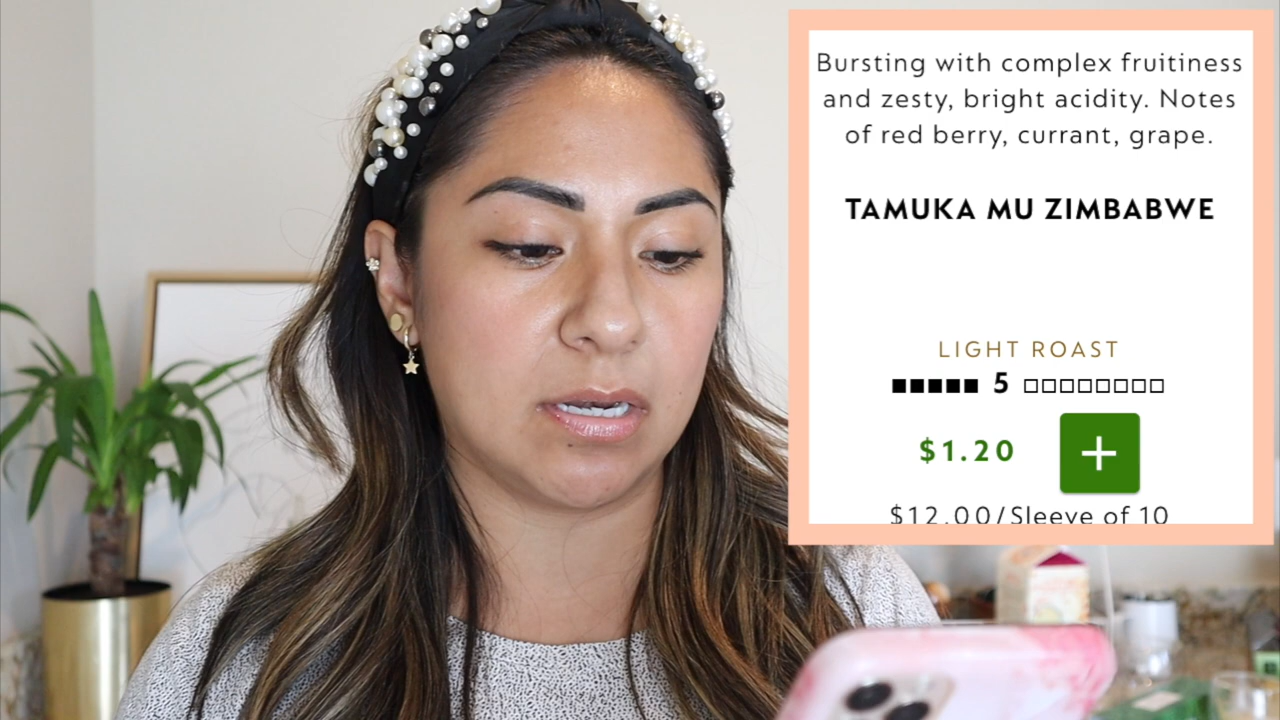 Bursting with complex fruitiness
and zesty, bright acidity. Notes
of red berry, currant, grape.
TAMUKA MU ZIMBABWE
LIGHT ROAST
5
$1.20
$12.00/Sleeve of 10